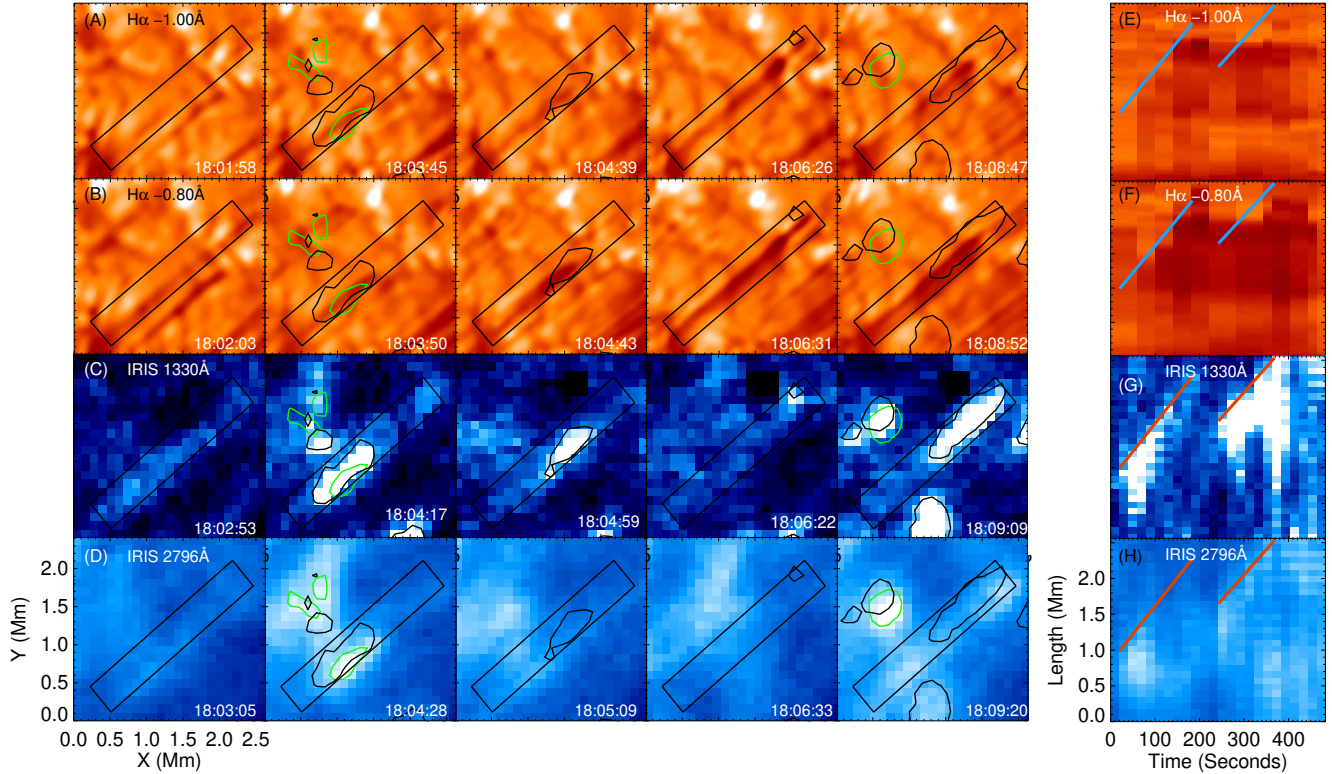 (A) Hα −1.00Å
18:01:58
18:03:45
18:04:39
18:06:26
18:08:47
(B) Hα −0.80Å
18:02:03
18:03:50
18:04:43
18:06:31
18:08:52
(C) IRIS 1330Å
18:02:53
18:04:17
18:04:59
18:06:22
18:09:09
(D) IRIS 2796Å
18:03:05
18:04:28
18:05:09
18:06:33
18:09:20
2.0
1.5
1.0
0.5
0.0
Y (Mm)
0.0 0.5 1.0 1.5 2.0 2.5
X (Mm)
(E) Hα −1.00Å
(F) Hα −0.80Å
(G) IRIS 1330Å
(H) IRIS 2796Å
2.0
1.5
1.0
0.5
0.0
Length (Mm)
0 100 200 300 400
Time (Seconds)